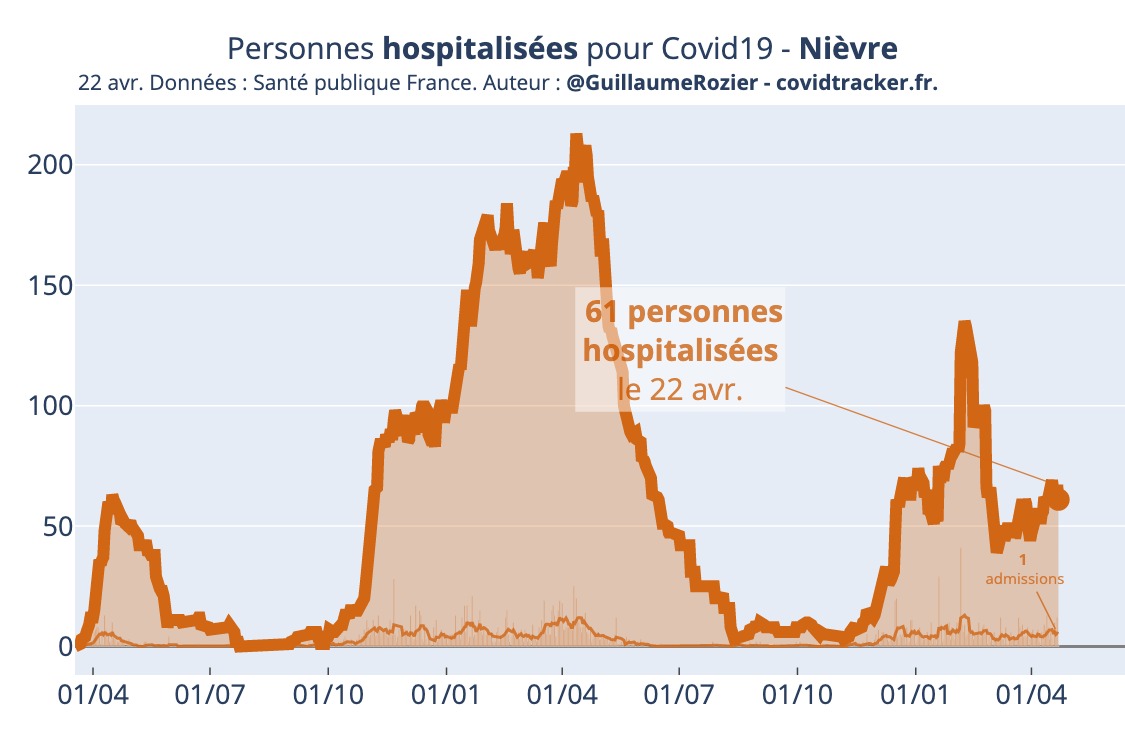 Personnes hospitalisées pour Covid19 - Nièvre
22 avr. Données : Santé publique France. Auteur : @GuillaumeRozier - covidtracker.fr.
200
150
100
50
0
61 personnes
hospitalisées
le 22 avr.
1
admissions
01/04 01/07 01/10 01/01 01/04 01/07 01/10 01/01 01/04